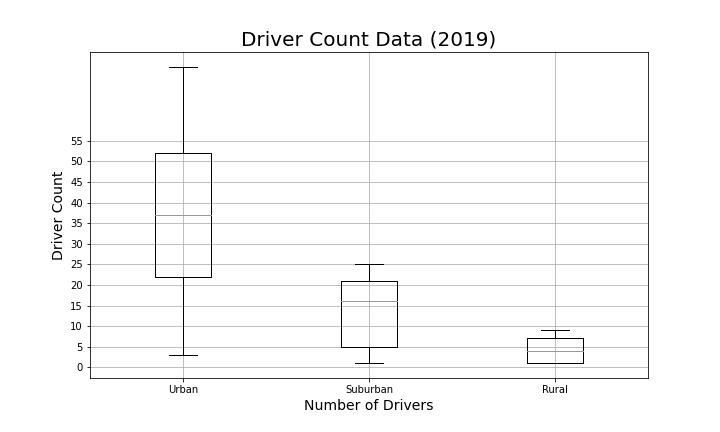 Driver Count Data (2019)
Driver Count
55
50
45
40
35
30
25
20
15
10
5
0
Urban
Suburban
Rural
Number of Drivers